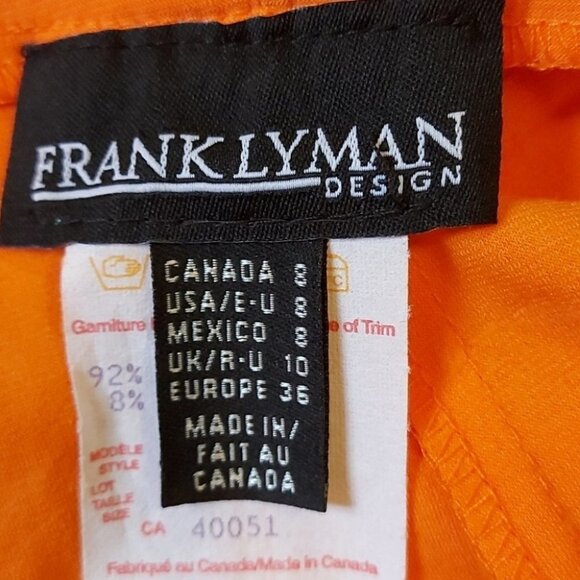 FRANK LYMAN
DESIGN
CANADA 8
USA/E-U 8
MEXICO 8
UK/R-U 10
EUROPE 36
MADE IN/
FAIT AU
CANADA
Garniture
e of Trim
92%
8%
MODÈLE
STYLE
LOT
TAILLE
SIZE
CA 40051
Fabriqué au Canada/Made in Canada